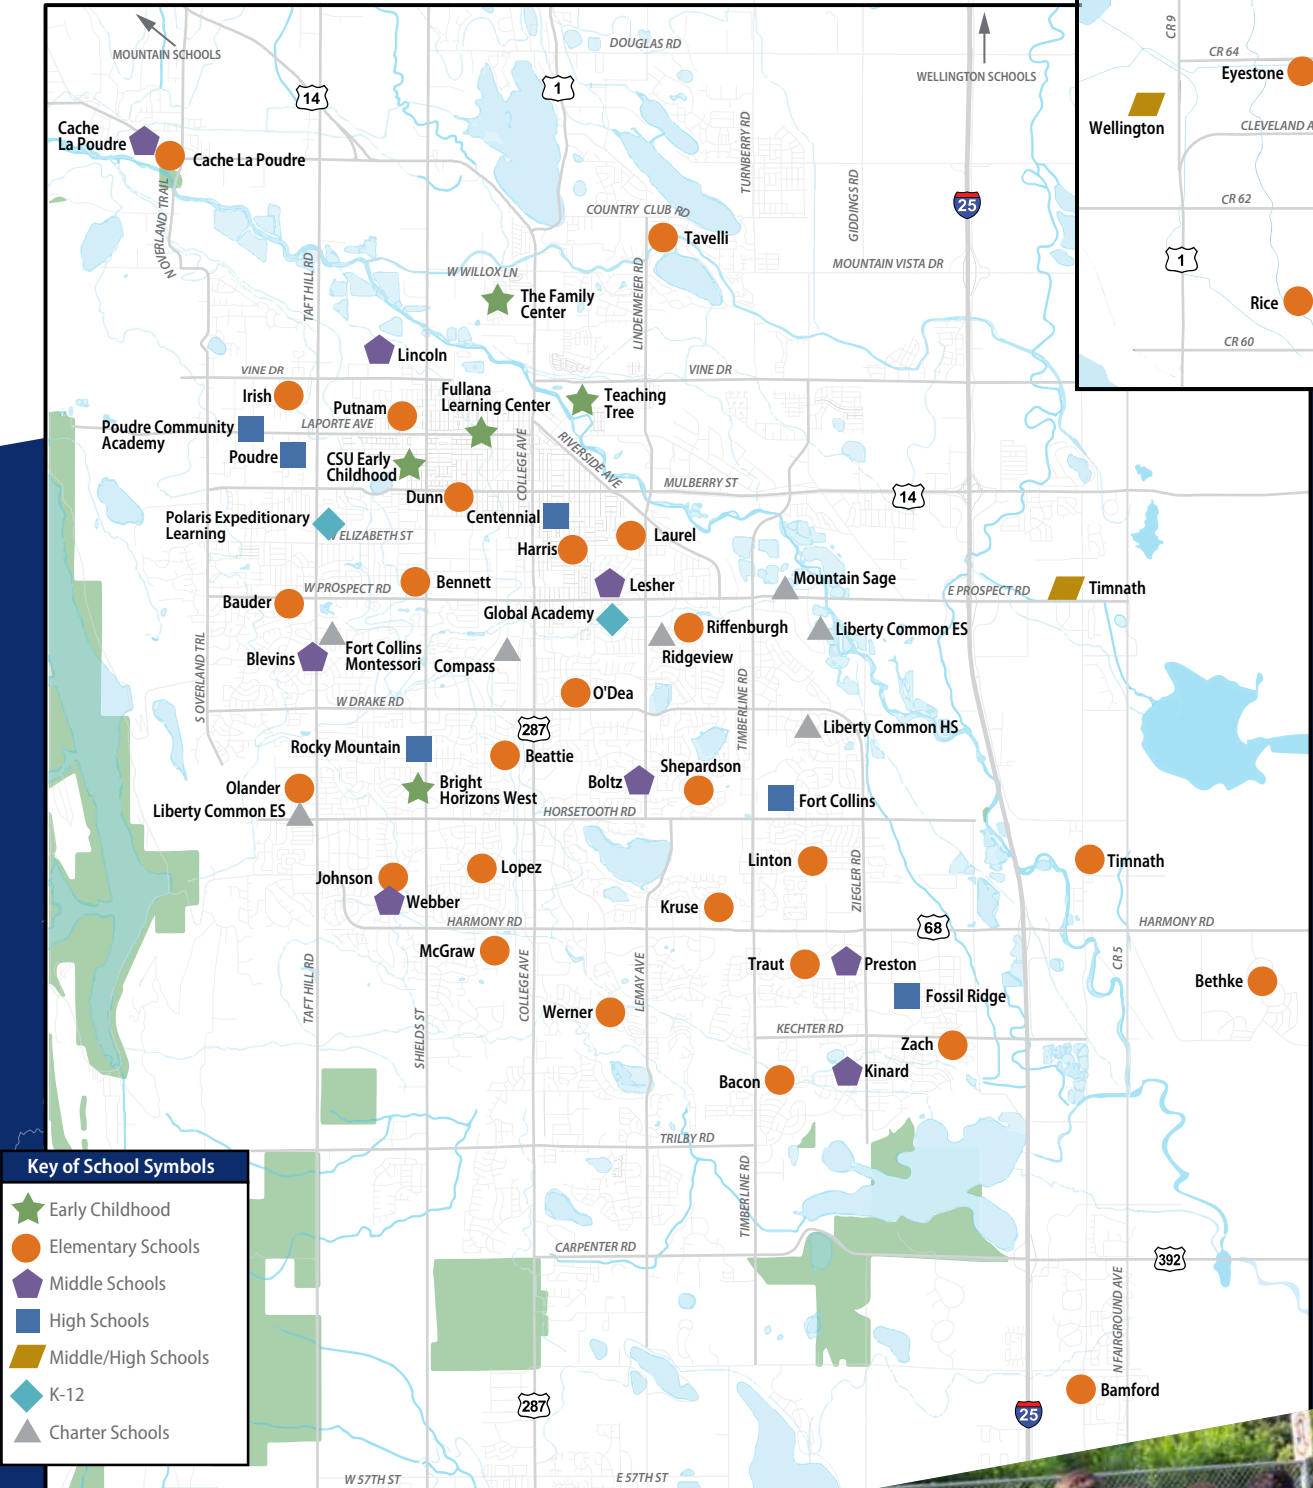 MOUNTAIN SCHOOLS
14
1
DOUGLAS RD
WELLINGTON SCHOOLS
CR 9
CR 64
Eyestone
Wellington
CLEVELAND A
CR 62
1
Rice
CR 60
Cache
La Poudre
Cache La Poudre
N OVERLAND TRAIL
TURNBERRY RD
GIDDINGS RD
25
COUNTRY CLUB RD
Tavelli
MOUNTAIN VISTA DR
W WILLOX LN
TAFT HILL RD
LINDENMEIER RD
The Family
Center
Lincoln
VINE DR
VINE DR
Irish
Putnam
Fullana
Learning Center
Teaching
Tree
LAPORTE AVE
Poudre Community
Academy
Poudre
CSU Early
Childhood
COLLEGE AVE
RIVERSIDE AVE
MULBERRY ST
14
Dunn
Polaris Expeditionary
Learning
ELIZABETH ST
Centennial
Harris
Laurel
Bennett
W PROSPECT RD
Lesher
Mountain Sage
E PROSPECT RD
Timnath
Bauder
Global Academy
Riffenburgh
Liberty Common ES
Ridgeview
Blevins
Fort Collins
Montessori
Compass
S OVERLAND TRL
W DRAKE RD
O'Dea
TIMBERLINE RD
287
Liberty Common HS
Rocky Mountain
Beattie
Boltz
Shepardson
Olander
Bright
Horizons West
Fort Collins
Liberty Common ES
HORSETOOTH RD
Johnson
Lopez
Linton
ZIEGLER RD
Timnath
Webber
Kruse
HARMONY RD
68
HARMONY RD
McGraw
Traut
Preston
CR 5
Bethke
TAFT HILL RD
SHIELDS ST
COLLEGE AVE
LEMAY AVE
Werner
Fossil Ridge
KECHTER RD
Zach
Bacon
Kinard
TRILBY RD
TIMBERLINE RD
Key of School Symbols
Early Childhood
Elementary Schools
Middle Schools
High Schools
Middle/High Schools
K-12
Charter Schools
CARPENTER RD
392
N FAIRGROUND AVE
287
Bamford
25
W 57TH ST
E 57TH ST